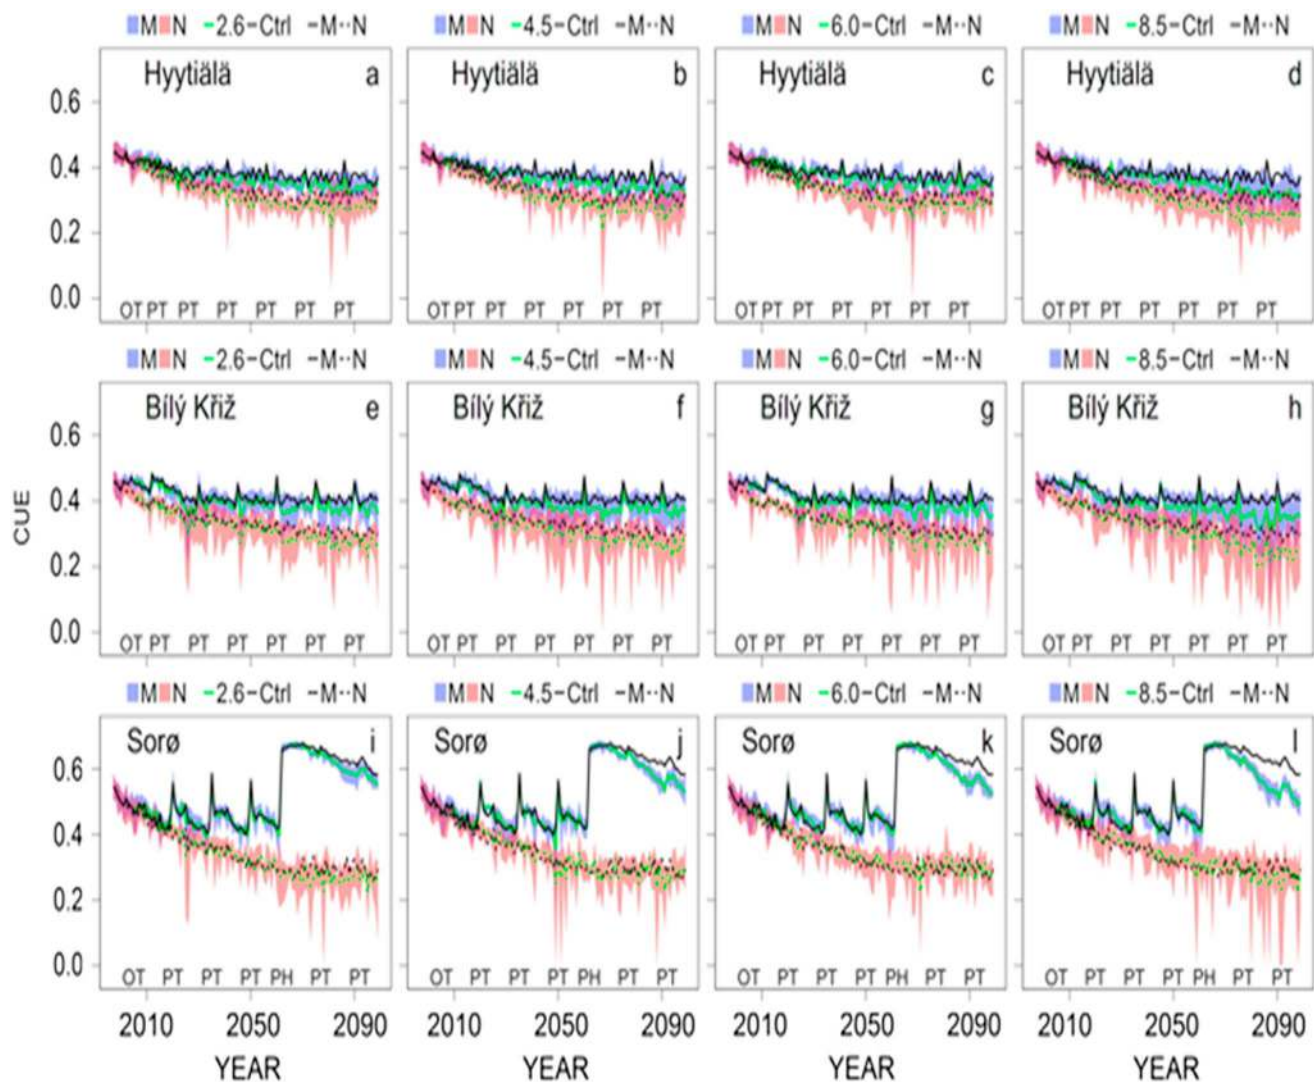 M N 2.6 Ctrl M N M N 4.5 Ctrl M N M N 6.0 Ctrl M N M N 8.5 Ctrl M N
Hyytiälä a Hyytiälä b Hyytiälä c Hyytiälä d
0.6
0.4
0.2
0.0
OT PT PT PT PT PT PT OT PT PT PT PT PT PT OT PT PT PT PT PT PT OT PT PT PT PT PT PT
M N 2.6 Ctrl M N M N 4.5 Ctrl M N M N 6.0 Ctrl M N M N 8.5 Ctrl M N
Bílý Křiž e Bílý Křiž f Bílý Křiž g Bílý Křiž h
0.6
0.4
CUE
0.2
0.0
OT PT PT PT PT PT PT OT PT PT PT PT PT PT OT PT PT PT PT PT PT OT PT PT PT PT PT PT
M N 2.6 Ctrl M N M N 4.5 Ctrl M N M N 6.0 Ctrl M N M N 8.5 Ctrl M N
Sorø i Sorø j Sorø k Sorø l
0.6
0.4
0.2
0.0
OT PT PT PT PH PT PT OT PT PT PT PH PT PT OT PT PT PT PH PT PT OT PT PT PT PH PT PT
2010 2050 2090 2010 2050 2090 2010 2050 2090 2010 2050 2090
YEAR YEAR YEAR YEAR